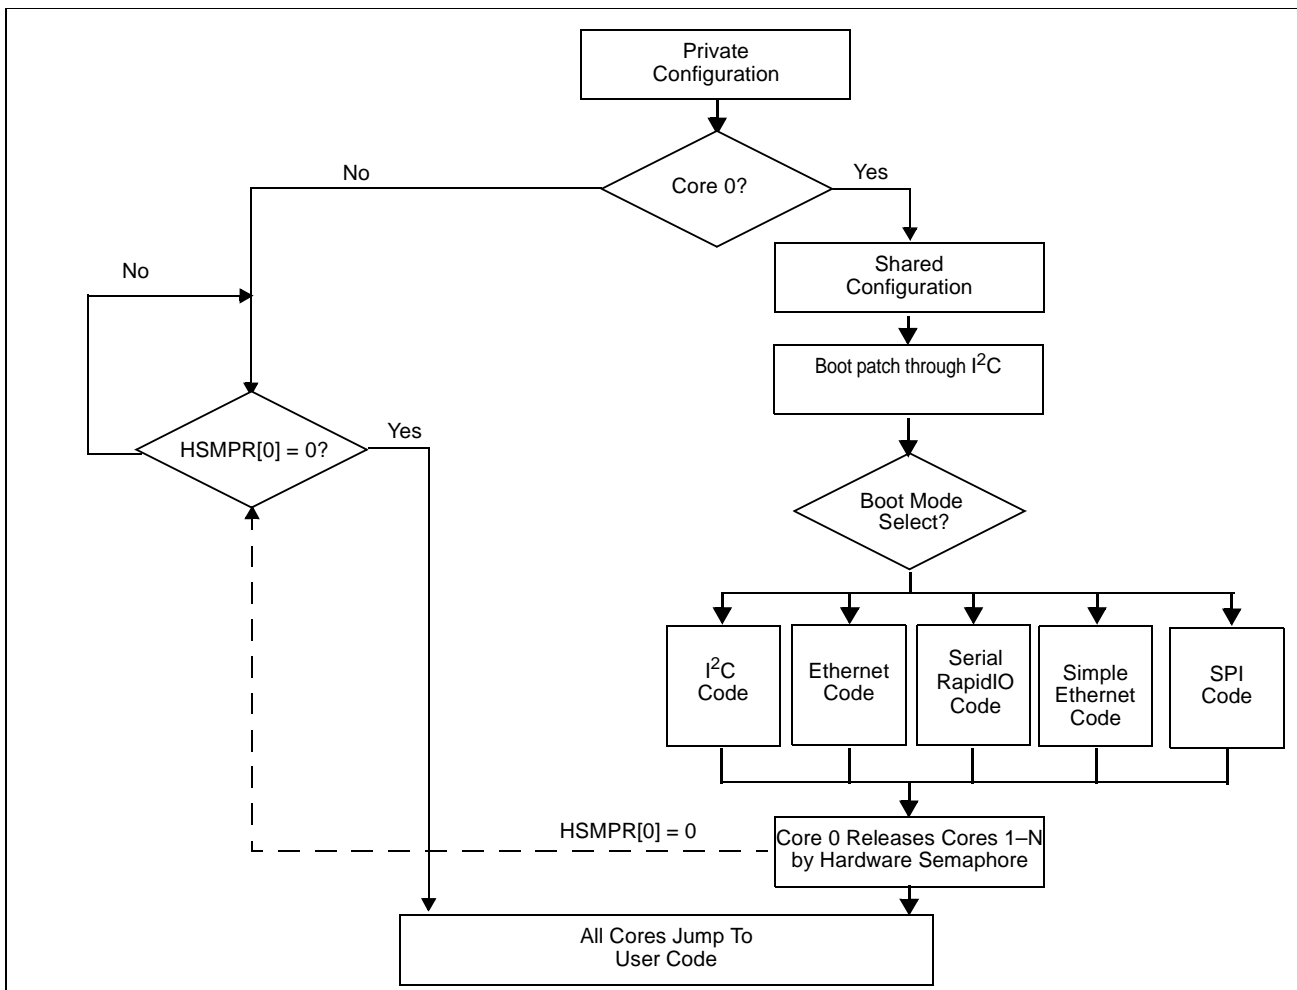 Private
Configuration
No
Core 0?
Yes
Shared
Configuration
No
Boot patch through I²C
HSMPR[0] = 0?
Yes
Boot Mode
Select?
I²C
Code
Ethernet
Code
Serial
RapidIO
Code
Simple
Ethernet
Code
SPI
Code
HSMPR[0] = 0
Core 0 Releases Cores 1–N
by Hardware Semaphore
All Cores Jump To
User Code